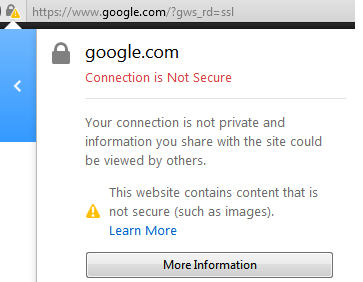 https://www.google.com/?gws_rd=ssl
google.com
Connection is Not Secure
Your connection is not private and
information you share with the site could
be viewed by others.
This website contains content that is
not secure (such as images).
Learn More
More Information